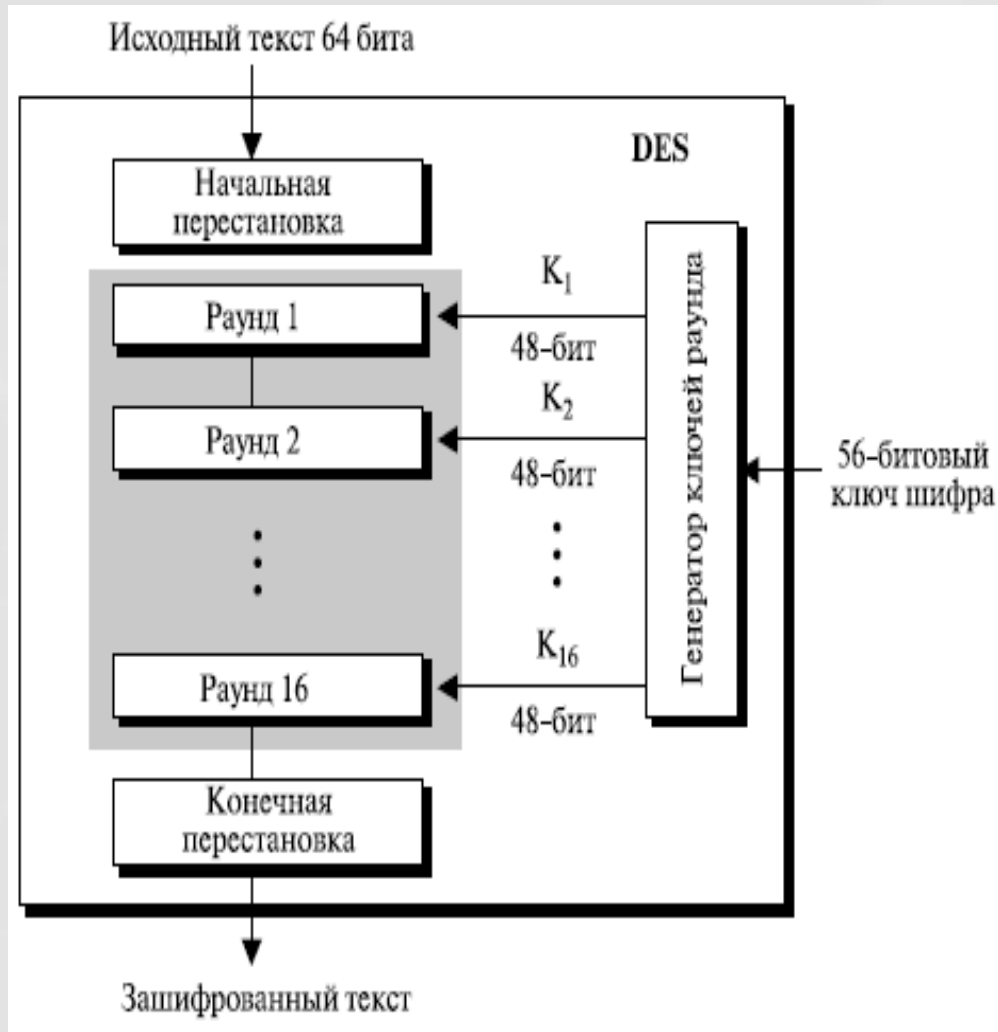 Исходный текст 64 бита
DES
Начальная
перестановка
K1
Раунд 1
48-бит
K2
Раунд 2
48-бит
Генератор ключей раунда
56-битовый
ключ шифра
K16
Раунд 16
48-бит
Конечная
перестановка
Зашифрованный текст